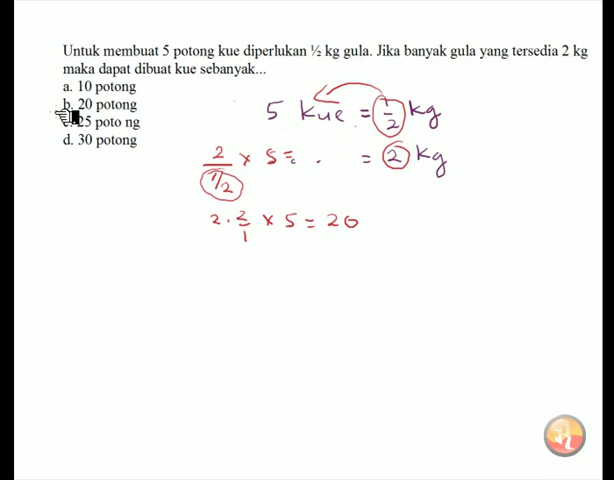 Untuk membuat 5 potong kue diperlukan ½ kg gula. Jika banyak gula yang tersedia 2 kg
maka dapat dibuat kue sebanyak...
a. 10 potong
b. 20 potong
25 poto ng
d. 30 potong
5 kue = 1/2 kg
2/(1/2) × 5 = . = 2 kg
2 . 2/1 × 5 = 20